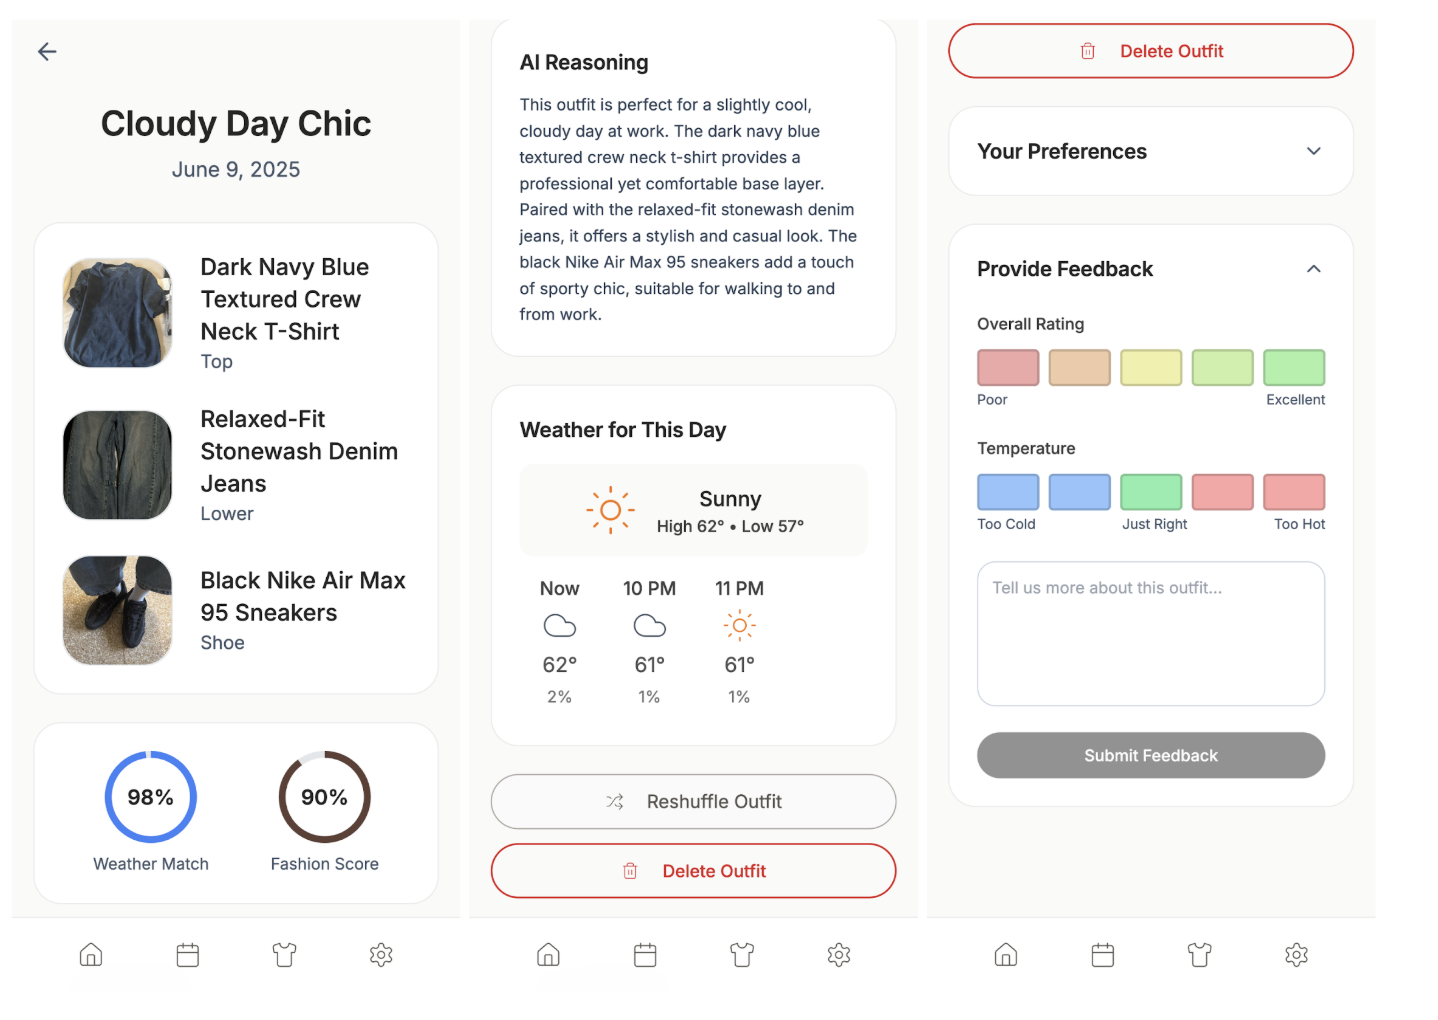 Cloudy Day Chic
June 9, 2025
Dark Navy Blue
Textured Crew
Neck T-Shirt
Top
Relaxed-Fit
Stonewash Denim
Jeans
Lower
Black Nike Air Max
95 Sneakers
Shoe
98%
90%
Weather Match
Fashion Score
AI Reasoning
This outfit is perfect for a slightly cool,
cloudy day at work. The dark navy blue
textured crew neck t-shirt provides a
professional yet comfortable base layer.
Paired with the relaxed-fit stonewash denim
jeans, it offers a stylish and casual look. The
black Nike Air Max 95 sneakers add a touch
of sporty chic, suitable for walking to and
from work.
Weather for This Day
Sunny
High 62° • Low 57°
Now
10 PM
11 PM
62°
61°
61°
2%
1%
1%
Reshuffle Outfit
Delete Outfit
Delete Outfit
Your Preferences
Provide Feedback
Overall Rating
Poor
Excellent
Temperature
Too Cold
Just Right
Too Hot
Tell us more about this outfit...
Submit Feedback